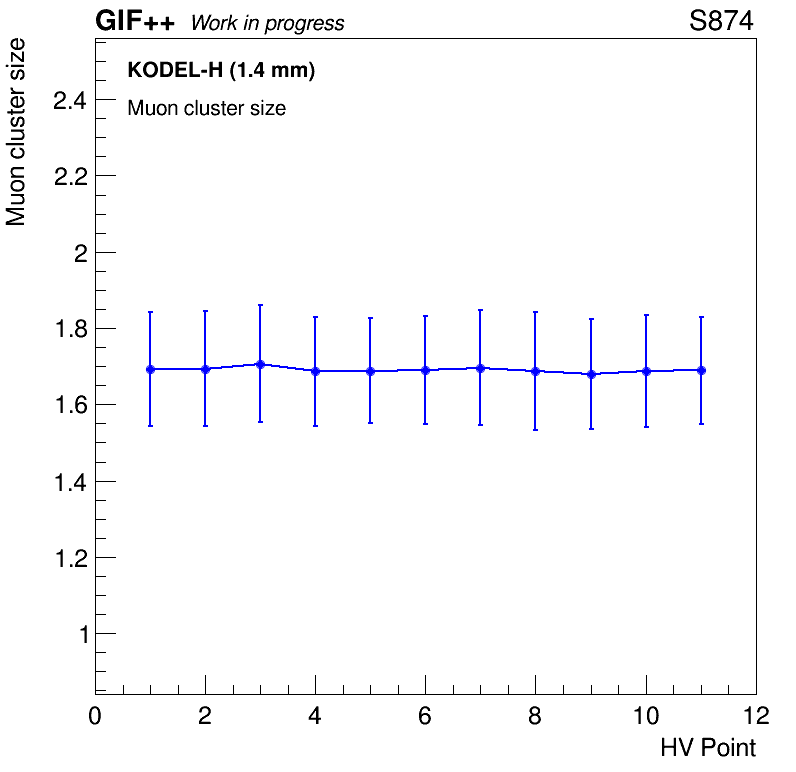 GIF++ Work in progress S874
KODEL-H (1.4 mm)
Muon cluster size
Muon cluster size
2.4
2.2
2
1.8
1.6
1.4
1.2
1
0 2 4 6 8 10 12
HV Point